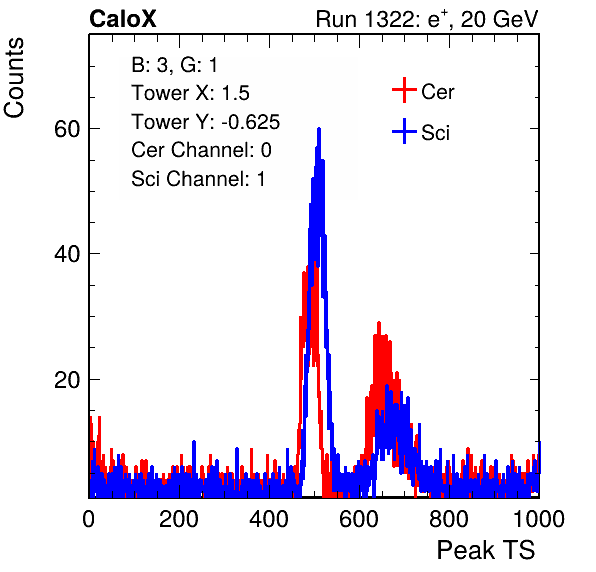 CaloX Run 1322: e⁺, 20 GeV
Counts
B: 3, G: 1
Tower X: 1.5
Tower Y: -0.625
Cer Channel: 0
Sci Channel: 1
Cer
Sci
60
40
20
0 200 400 600 800 1000
Peak TS